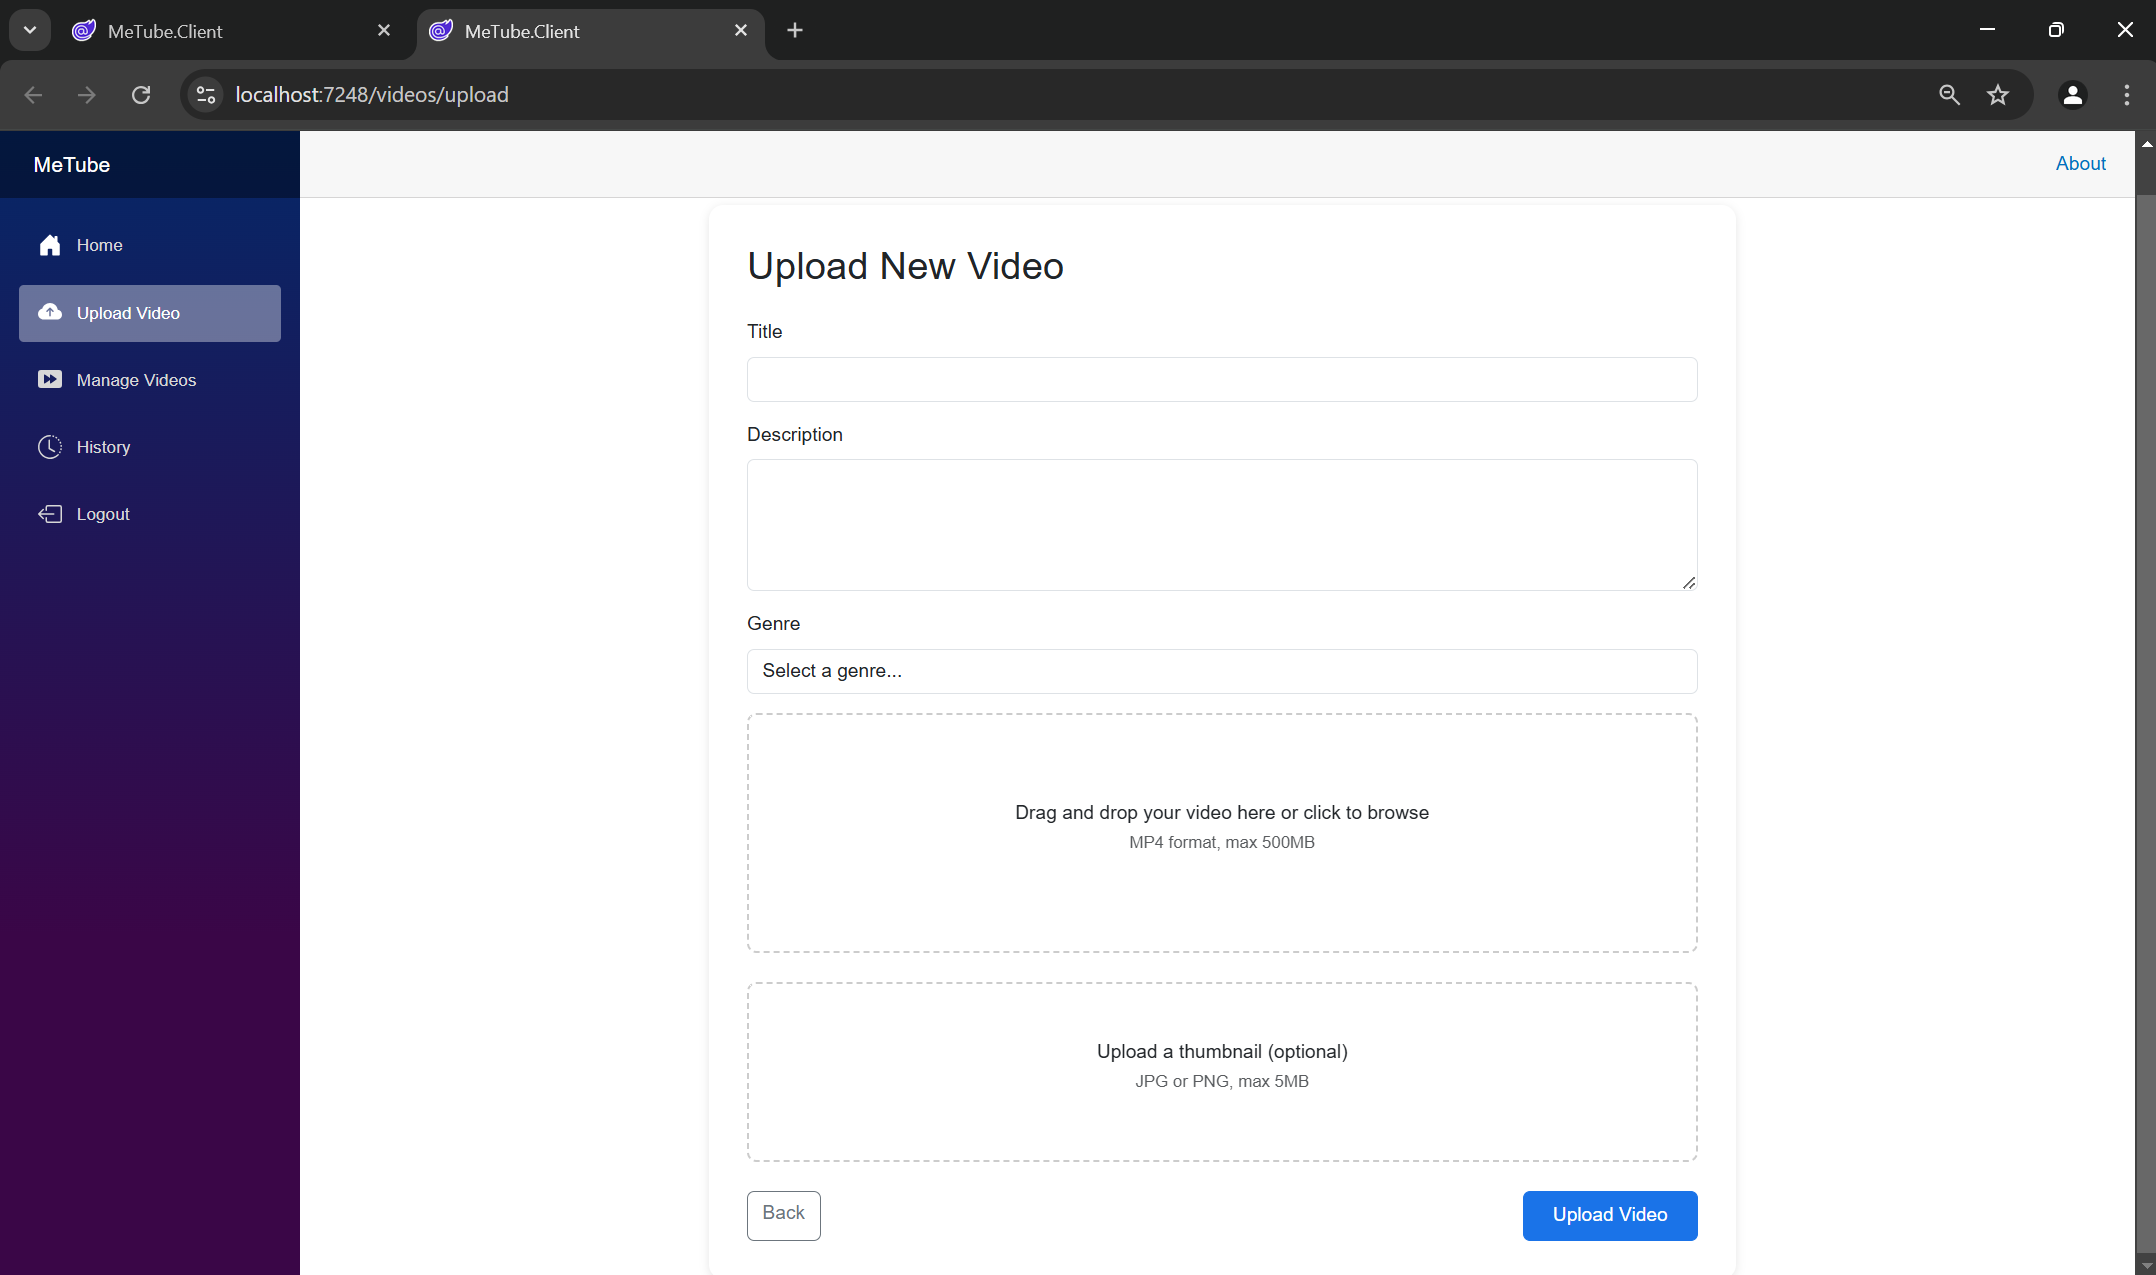 MeTube.Client
MeTube.Client
localhost:7248/videos/upload
MeTube
About
Home
Upload Video
Manage Videos
History
Logout
Upload New Video
Title
Description
Genre
Select a genre...
Drag and drop your video here or click to browse
MP4 format, max 500MB
Upload a thumbnail (optional)
JPG or PNG, max 5MB
Back
Upload Video